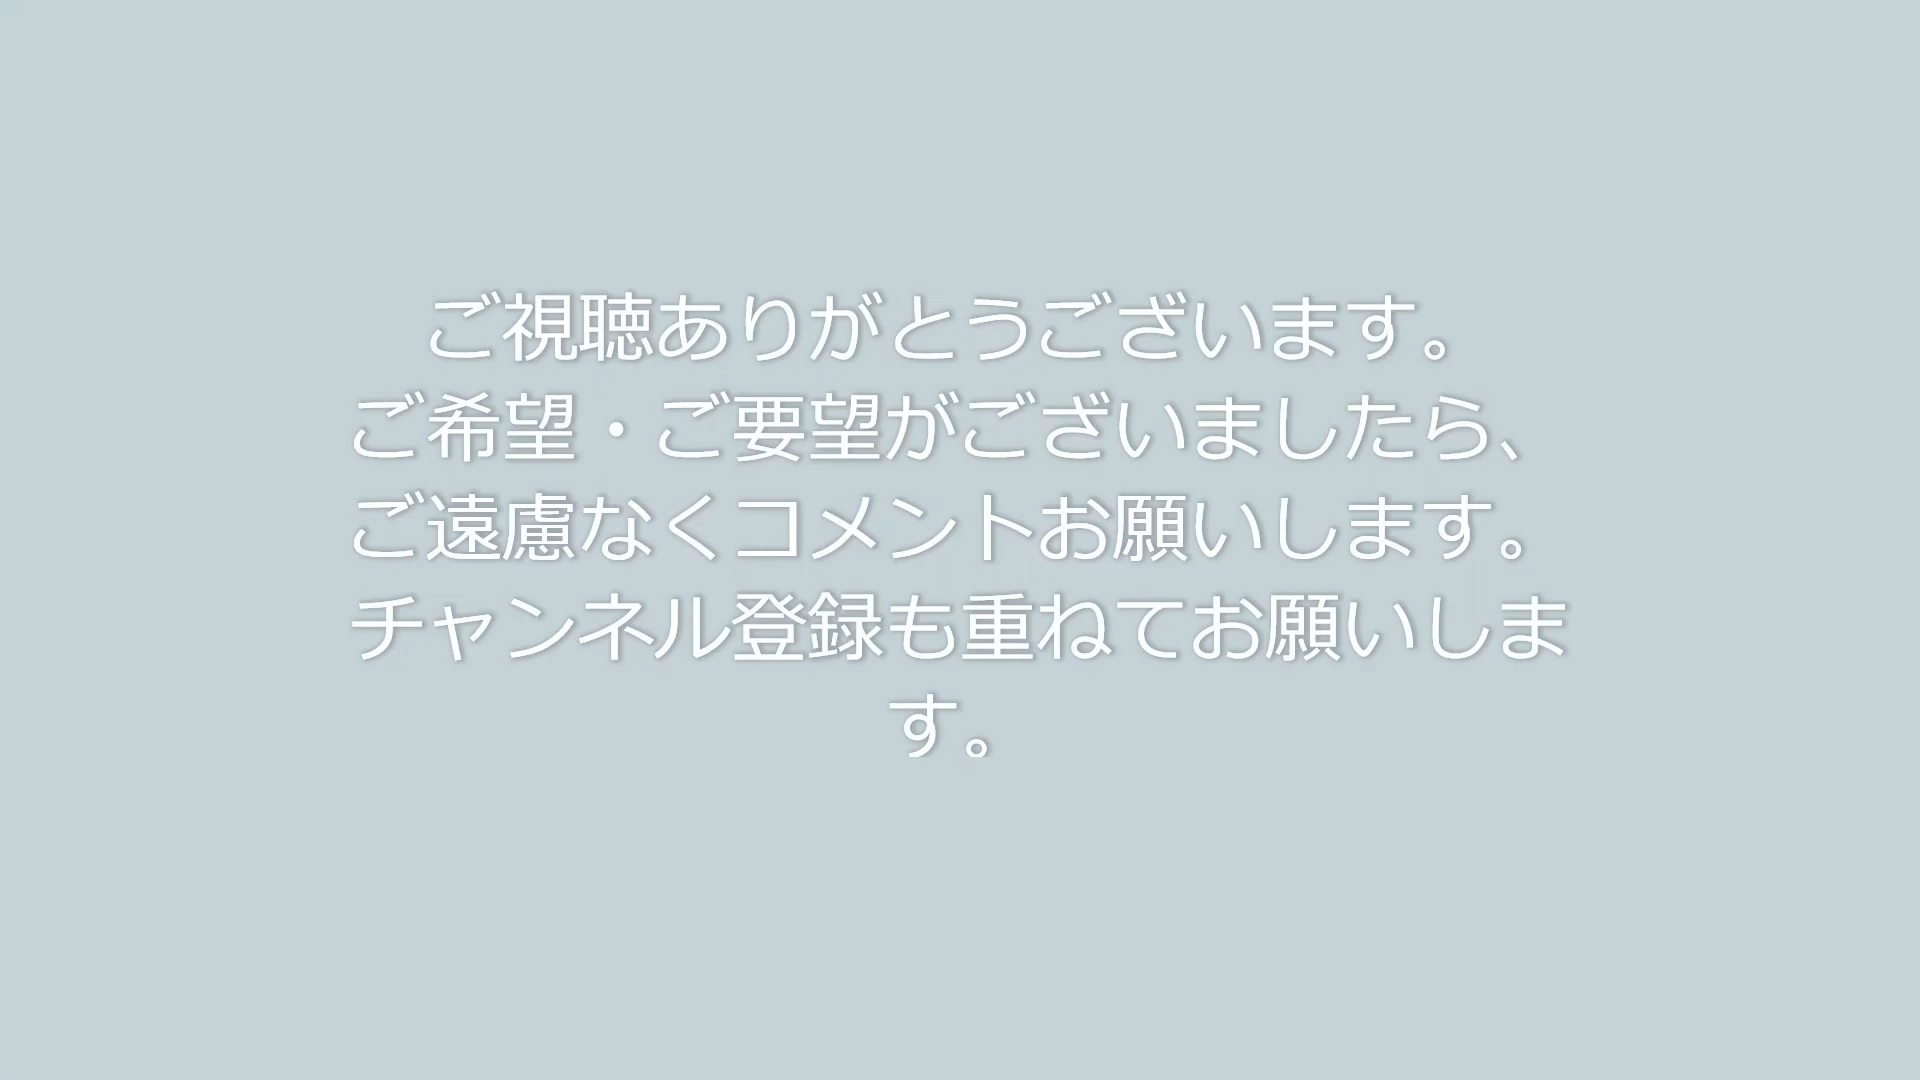 ご視聴ありがとうございます。
ご希望・ご要望がございましたら、
ご遠慮なくコメントお願いします。
チャンネル登録も重ねてお願いしま
す。